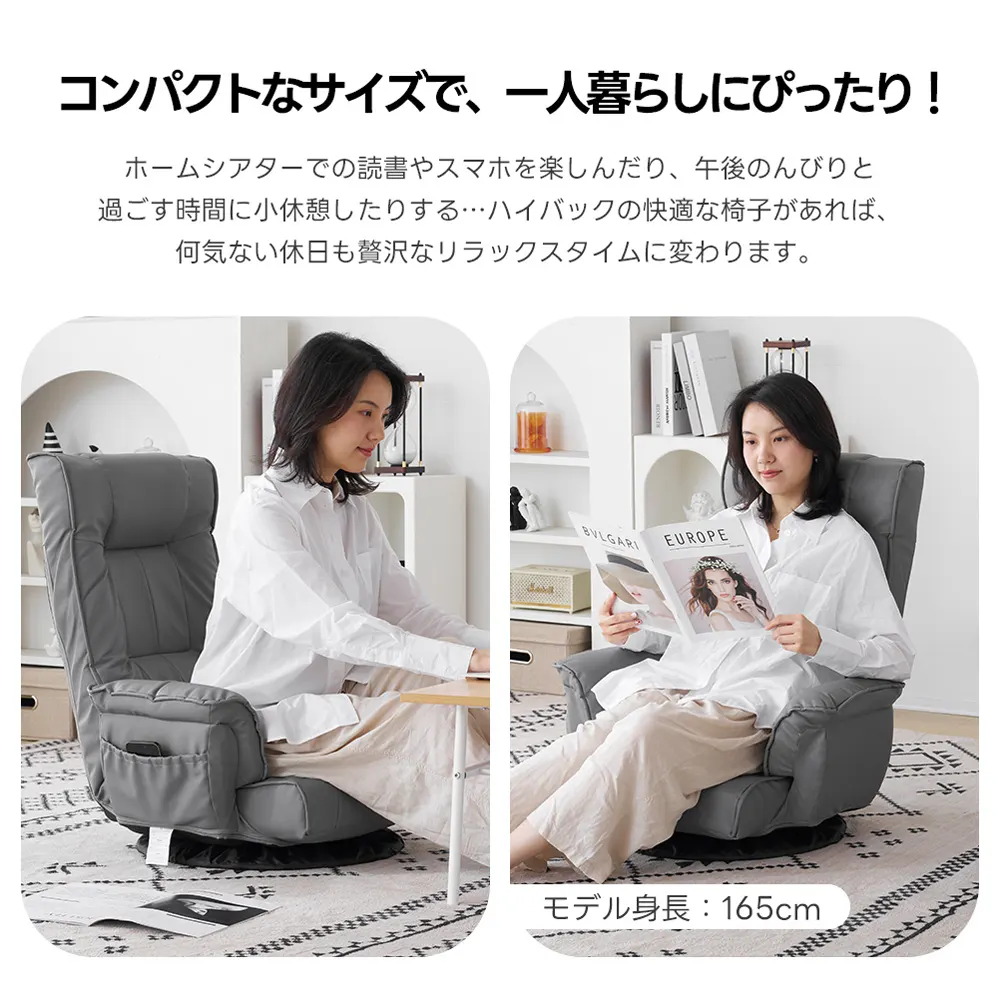 コンパクトなサイズで、一人暮らしにぴったり！
ホームシアターでの読書やスマホを楽しんだり、午後のんびりと
過ごす時間に小休憩したりする…ハイバックの快適な椅子があれば、
何気ない休日も贅沢なリラックスタイムに変わります。
BVLGARI
EUROPE
モデル身長：165cm